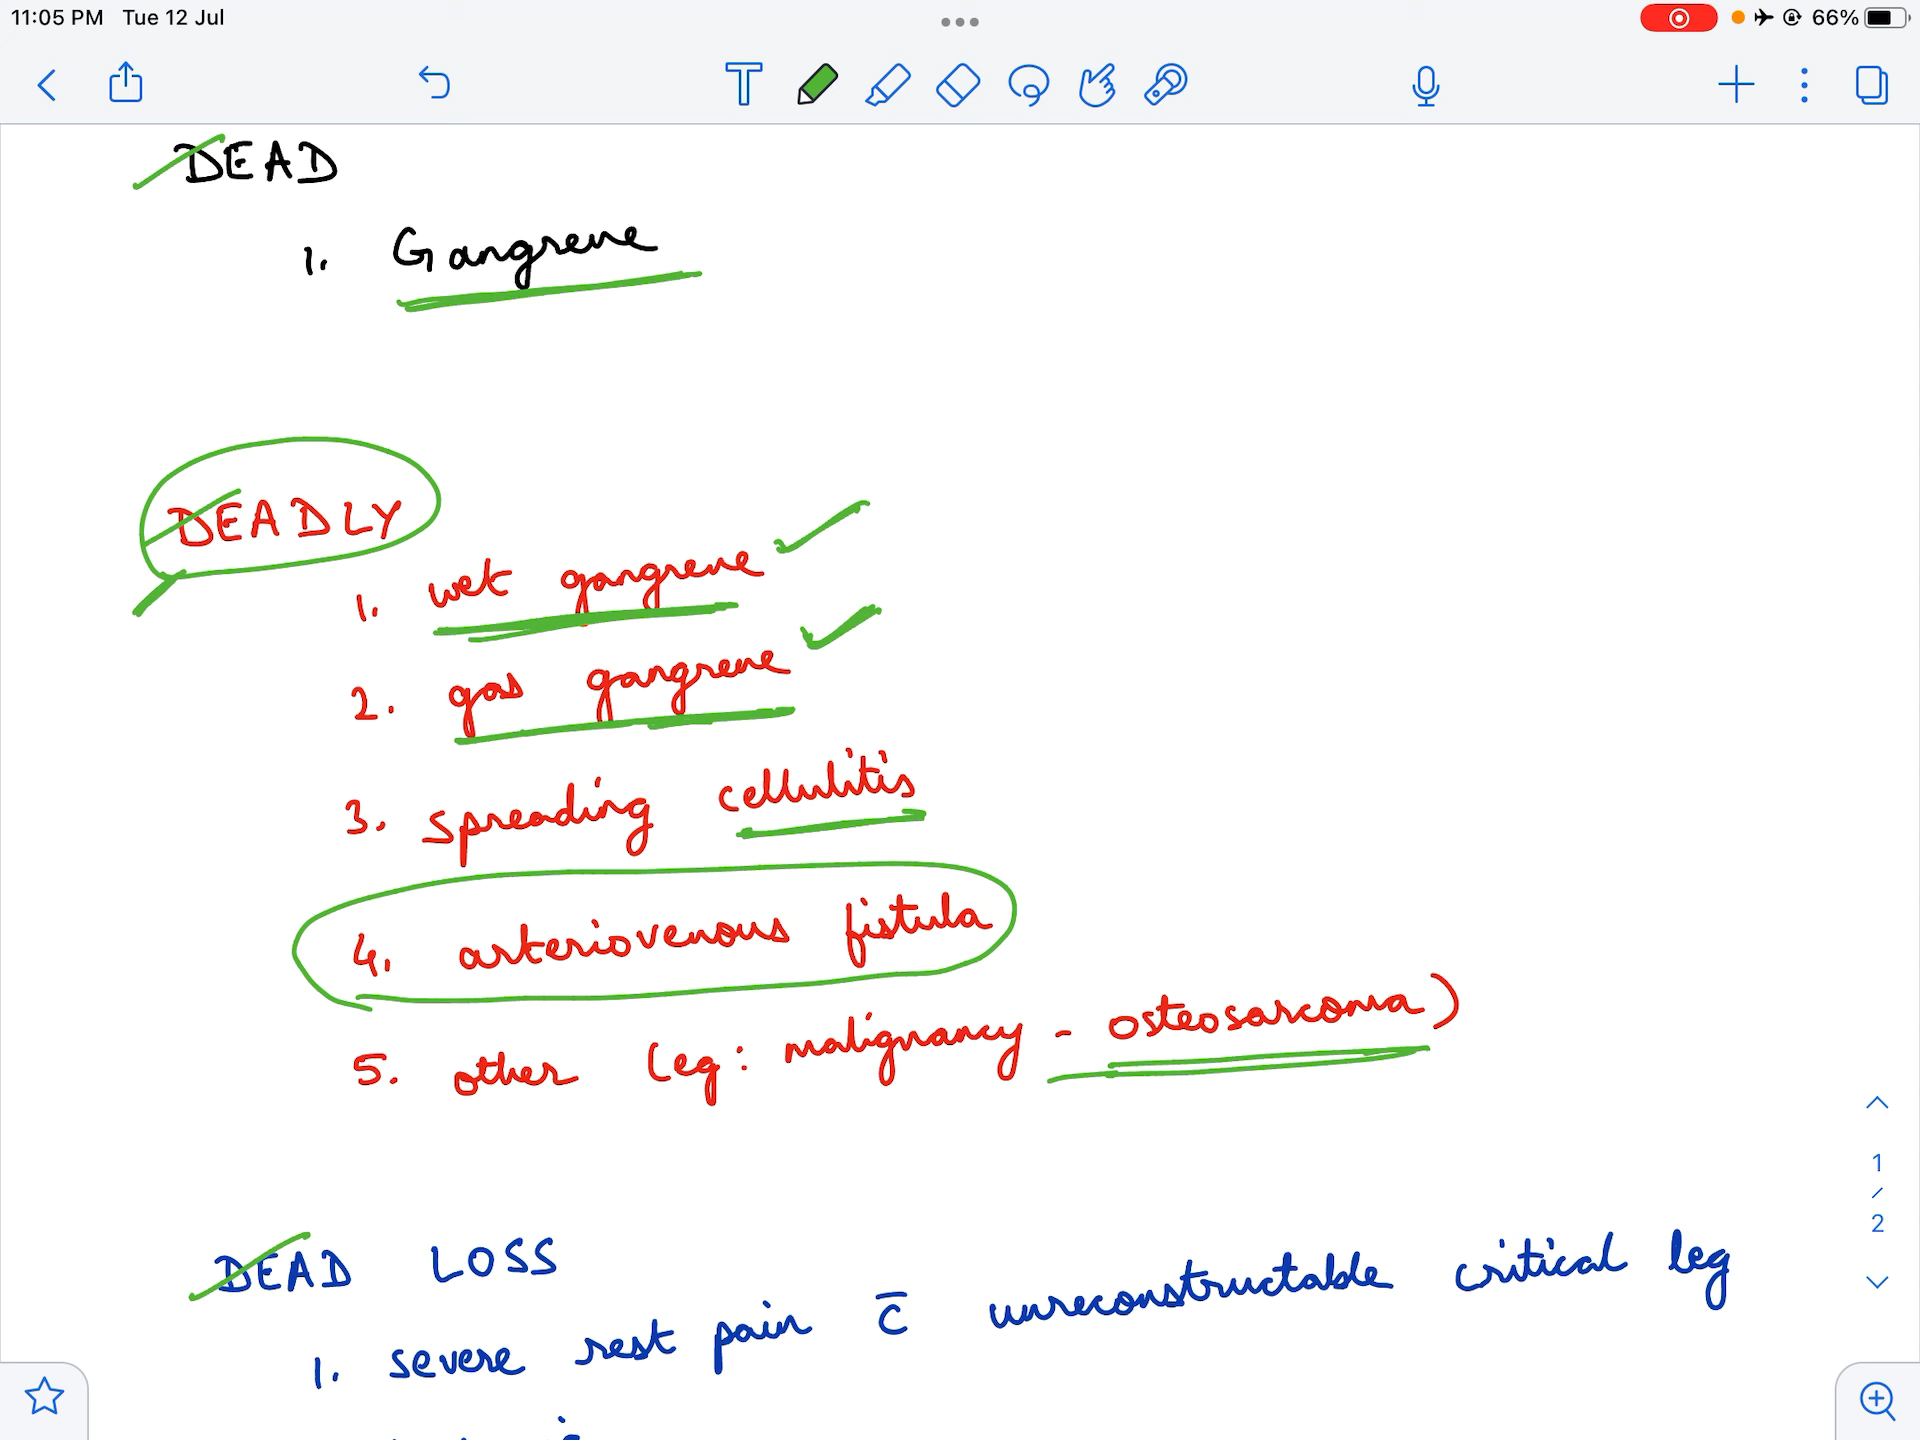 11:05 PM Tue 12 Jul
66%
T
DEAD
1. Gangrene
DEADLY
1. wet gangrene
2. gas gangrene
3. spreading cellulitis
4. arteriovenous fistula
5. other (eg: malignancy - osteosarcoma)
1
/
2
DEAD LOSS
1. severe rest pain c̄ unreconstructable critical leg